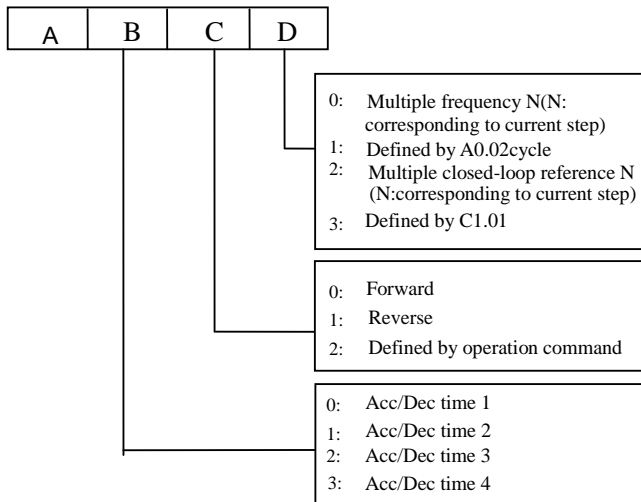 A B C D
0: Multiple frequency N(N:
corresponding to current step)
1: Defined by A0.02cycle
2: Multiple closed-loop reference N
(N:corresponding to current step)
3: Defined by C1.01
0: Forward
1: Reverse
2: Defined by operation command
0: Acc/Dec time 1
1: Acc/Dec time 2
2: Acc/Dec time 3
3: Acc/Dec time 4